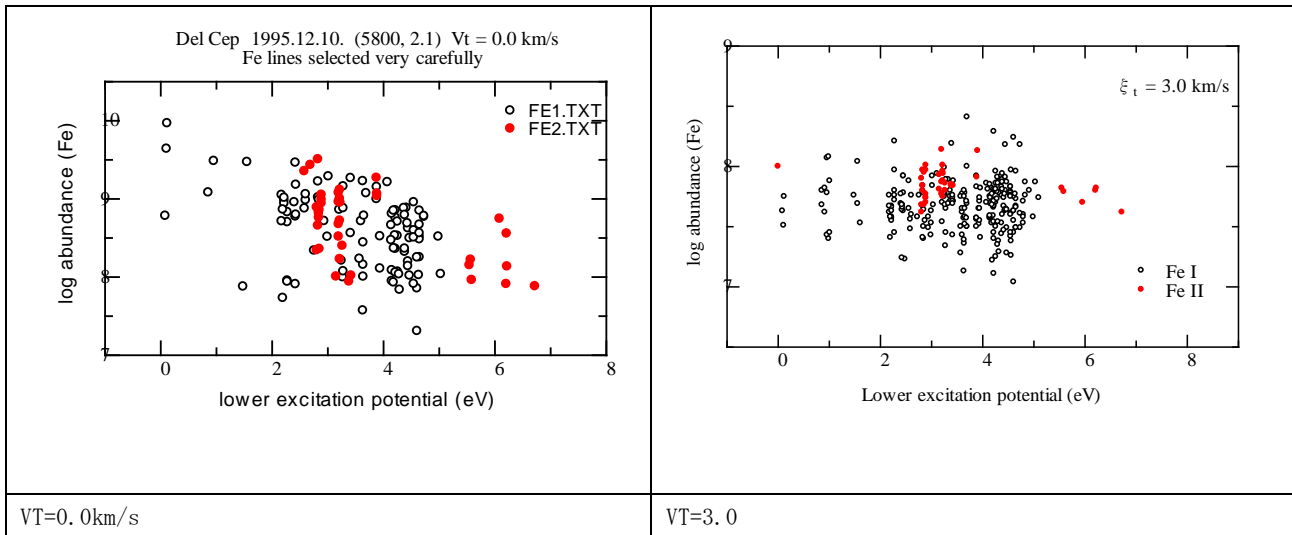 Del Cep 1995.12.10. (5800, 2.1) Vt = 0.0 km/s
Fe lines selected very carefully
FE1.TXT
FE2.TXT
log abundance (Fe)
10
9
8
7
0 2 4 6 8
lower excitation potential (eV)
ξ t = 3.0 km/s
log abundance (Fe)
9
8
7
Fe I
Fe II
0 2 4 6 8
Lower excitation potential (eV)
VT=0.0km/s
VT=3.0